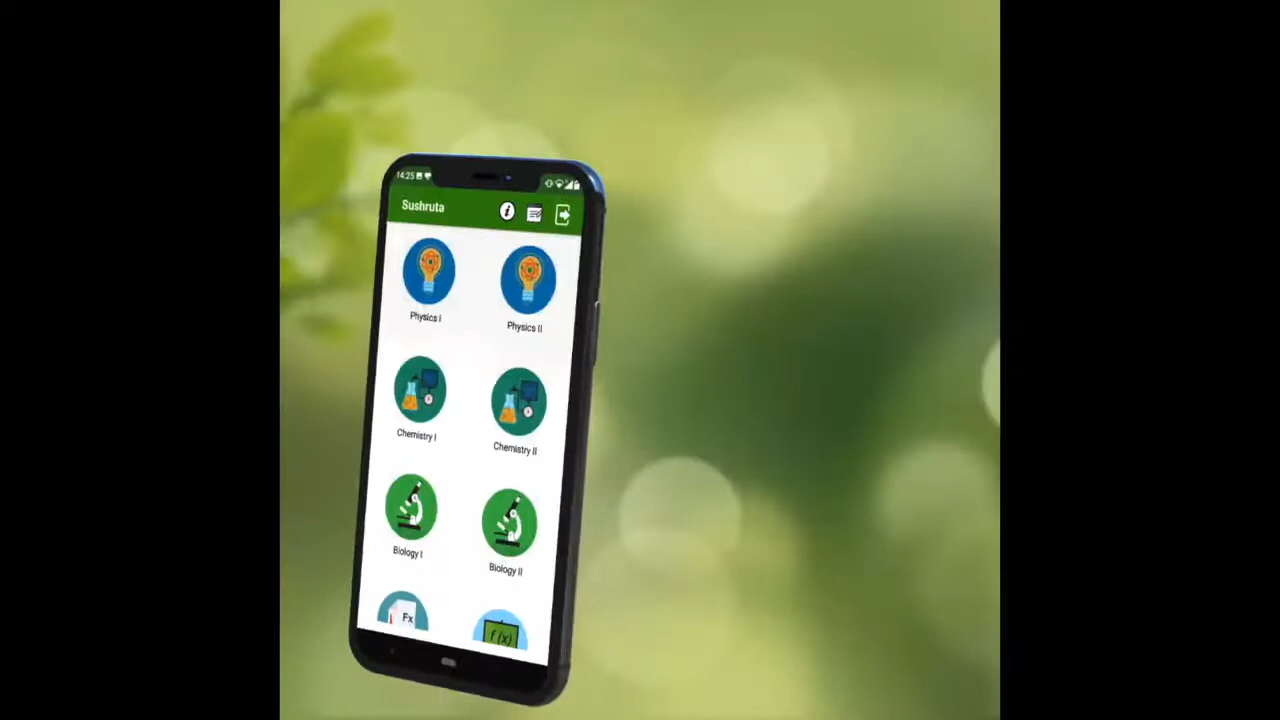 14:25
Sushruta
Physics I
Physics II
Chemistry I
Chemistry II
Biology I
Biology II
Fx
f(x)